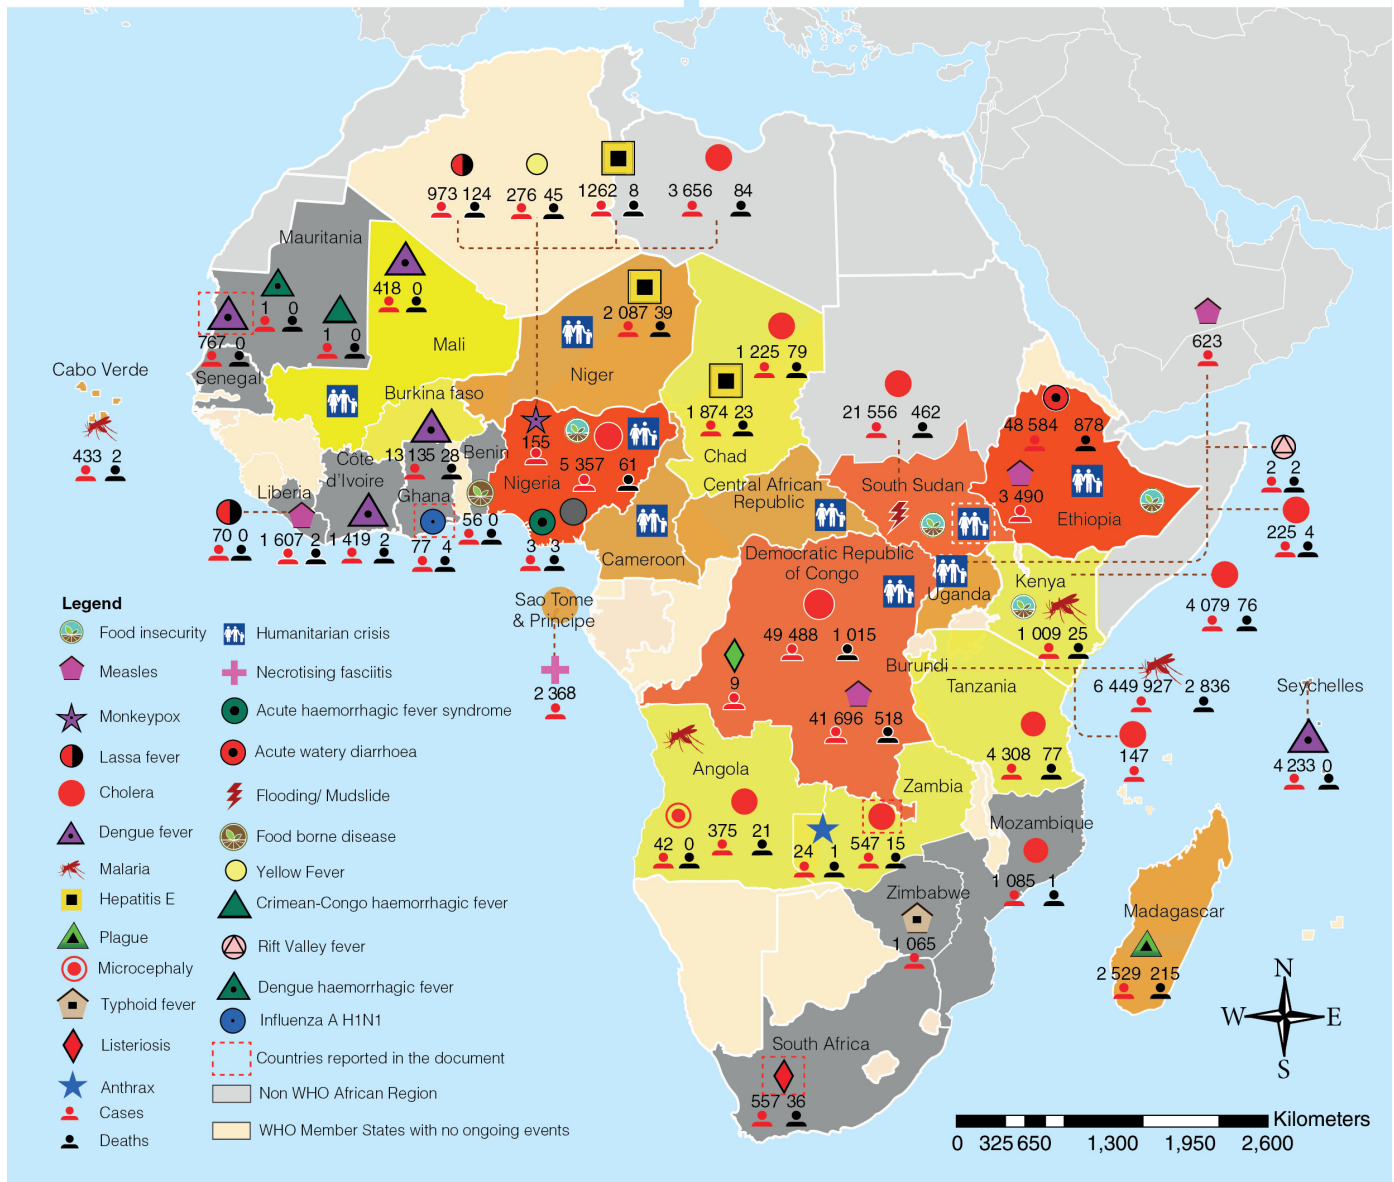 973 124
276 45
1262 8
3 656 84
Mauritania
418 0
1 0
1 0
767 0
Senegal
Mali
2 087 39
Niger
1 225 79
1 874 23
Chad
623
Cabo Verde
433 2
Burkina faso
13 135 28
Benin
155
5 357 61
Nigeria
21 556 462
48 584 878
3 490
Ethiopia
2 2
225 4
Côte
d’Ivoire
Ghana
Liberia
70 0
1 607 2
1 419 2
77 4
56 0
3 3
Cameroon
Central African
Republic
South Sudan
Democratic Republic
of Congo
Uganda
Kenya
4 079 76
1 009 25
Sao Tome
& Principe
2 368
49 488 1 015
9
41 696 518
Burundi
Tanzania
6 449 927 2 836
147
4 308 77
Seychelles
4 233 0
Angola
42 0
375 21
Zambia
24 1
547 15
Mozambique
1 085 1
Zimbabwe
1 065
Madagascar
2 529 215
South Africa
557 36
Legend
Food insecurity
Measles
Monkeypox
Lassa fever
Cholera
Dengue fever
Malaria
Hepatitis E
Plague
Microcephaly
Typhoid fever
Listeriosis
Anthrax
Cases
Deaths
Humanitarian crisis
Necrotising fasciitis
Acute haemorrhagic fever syndrome
Acute watery diarrhoea
Flooding/ Mudslide
Food borne disease
Yellow Fever
Crimean-Congo haemorrhagic fever
Rift Valley fever
Dengue haemorrhagic fever
Influenza A H1N1
Countries reported in the document
Non WHO African Region
WHO Member States with no ongoing events
N
W E
S
Kilometers
0 325 650 1,300 1,950 2,600